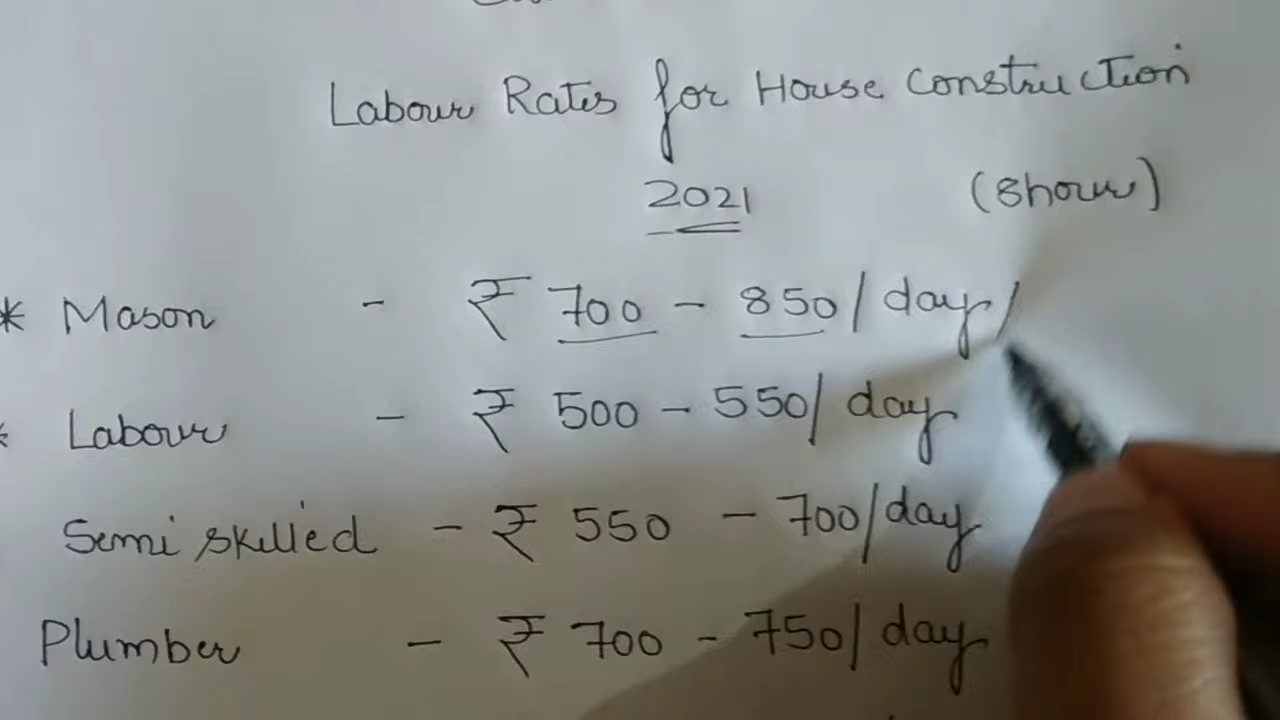 Labour Rates for House Construction
2021 (8hour)
* Mason - ₹ 700 - 850/day/
* Labour - ₹ 500 - 550/day
Semi skilled - ₹ 550 - 700/day
Plumber - ₹ 700 - 750/day